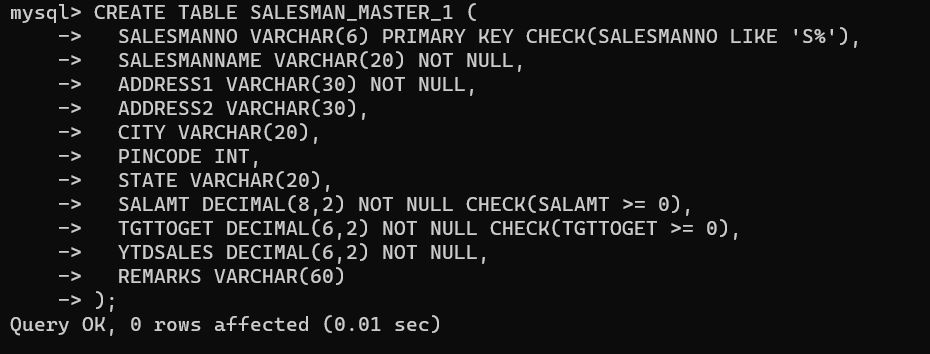 mysql> CREATE TABLE SALESMAN_MASTER_1 (
    ->   SALESMANNO VARCHAR(6) PRIMARY KEY CHECK(SALESMANNO LIKE 'S%'),
    ->   SALESMANNAME VARCHAR(20) NOT NULL,
    ->   ADDRESS1 VARCHAR(30) NOT NULL,
    ->   ADDRESS2 VARCHAR(30),
    ->   CITY VARCHAR(20),
    ->   PINCODE INT,
    ->   STATE VARCHAR(20),
    ->   SALAMT DECIMAL(8,2) NOT NULL CHECK(SALAMT >= 0),
    ->   TGTTOGET DECIMAL(6,2) NOT NULL CHECK(TGTTOGET >= 0),
    ->   YTDSALES DECIMAL(6,2) NOT NULL,
    ->   REMARKS VARCHAR(60)
    -> );
Query OK, 0 rows affected (0.01 sec)